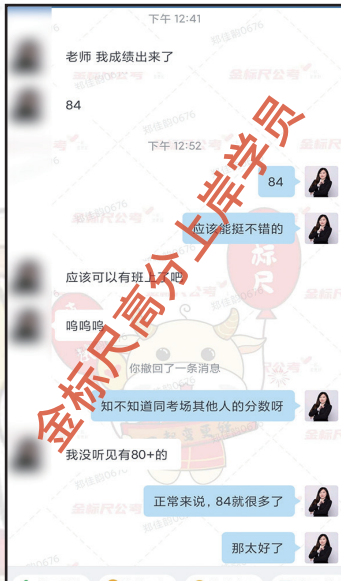 下午 12:41
老师 我成绩出来了
84
下午 12:52
84
应该能挺不错的
应该可以有班上了吧
呜呜呜
你撤回了一条消息
知不知道同考场其他人的分数呀
我没听见有80+的
正常来说，84就很多了
那太好了
金标尺高分上岸学员
金标尺公考